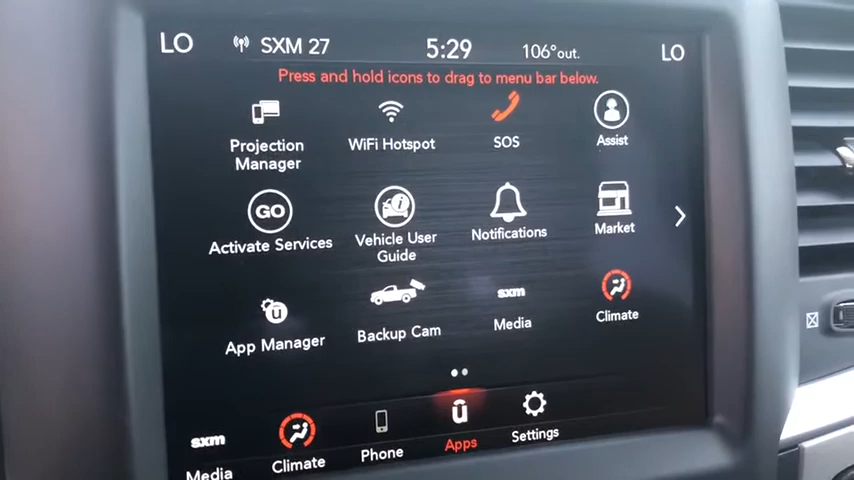 LO SXM 27 5:29 106° out. LO
Press and hold icons to drag to menu bar below.
Projection
Manager
WiFi Hotspot
SOS
Assist
GO
Activate Services
i
Vehicle User
Guide
Notifications
Market
ū
App Manager
Backup Cam
sxm
Media
Climate
sxm
Media
Climate
Phone
ū
Apps
Settings